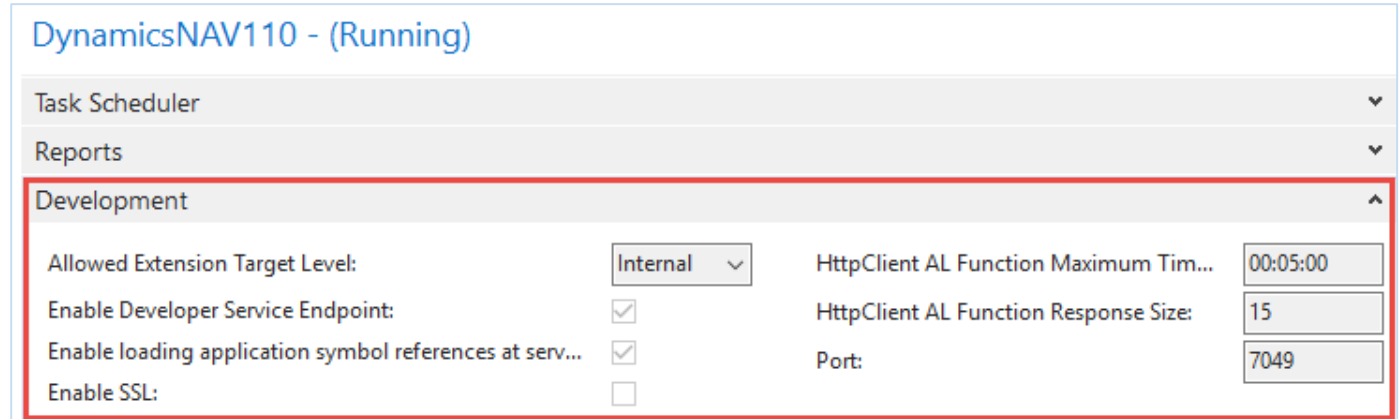 DynamicsNAV110 - (Running)
Task Scheduler
Reports
Development
Allowed Extension Target Level: Internal HttpClient AL Function Maximum Tim... 00:05:00
Enable Developer Service Endpoint: HttpClient AL Function Response Size: 15
Enable loading application symbol references at serv... Port: 7049
Enable SSL: